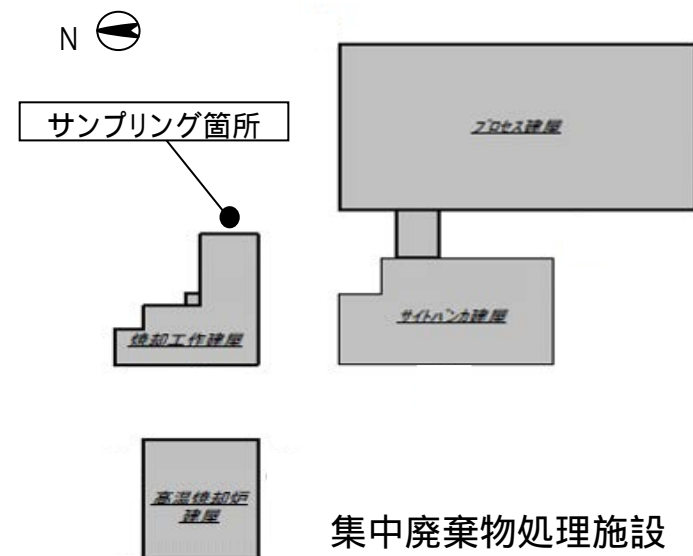 N
サンプリング箇所
プロセス建屋
サイトバンカ建屋
焼却工作建屋
高温焼却炉
建屋
集中廃棄物処理施設